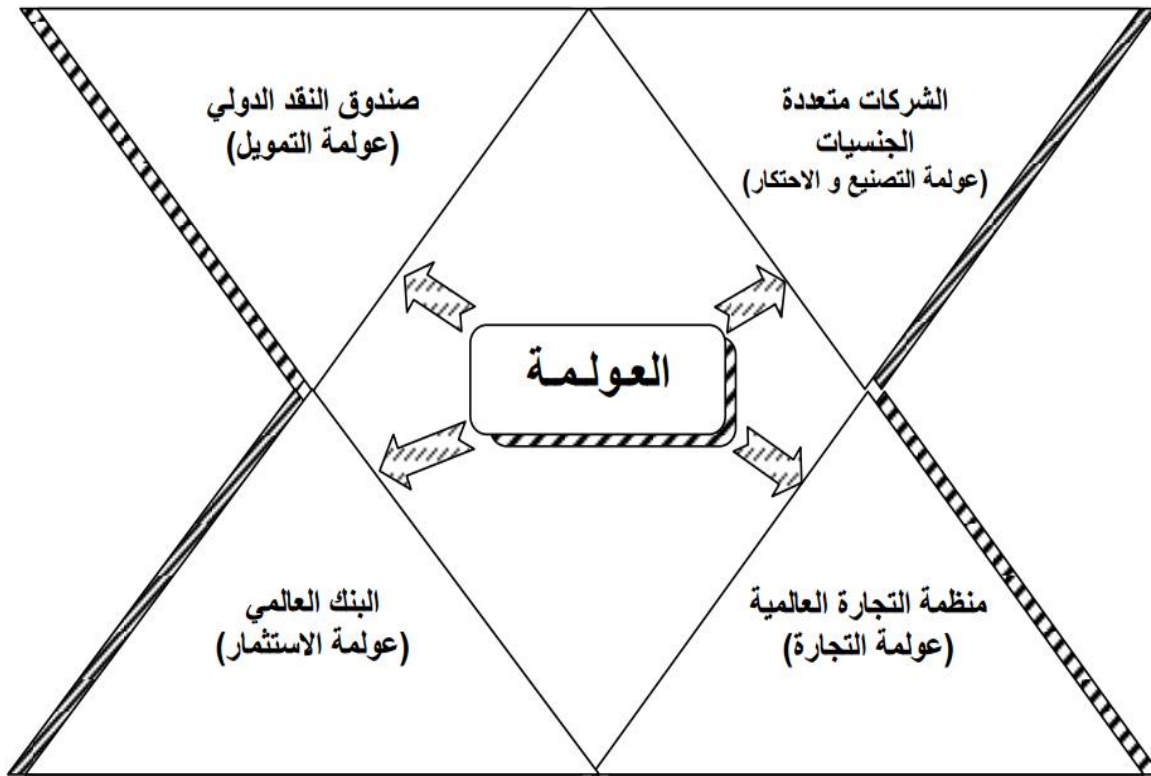 الشركات متعددة
الجنسيات
(عولمة التصنيع و الاحتكار)
صندوق النقد الدولي
(عولمة التمويل)
العولمة
منظمة التجارة العالمية
(عولمة التجارة)
البنك العالمي
(عولمة الاستثمار)